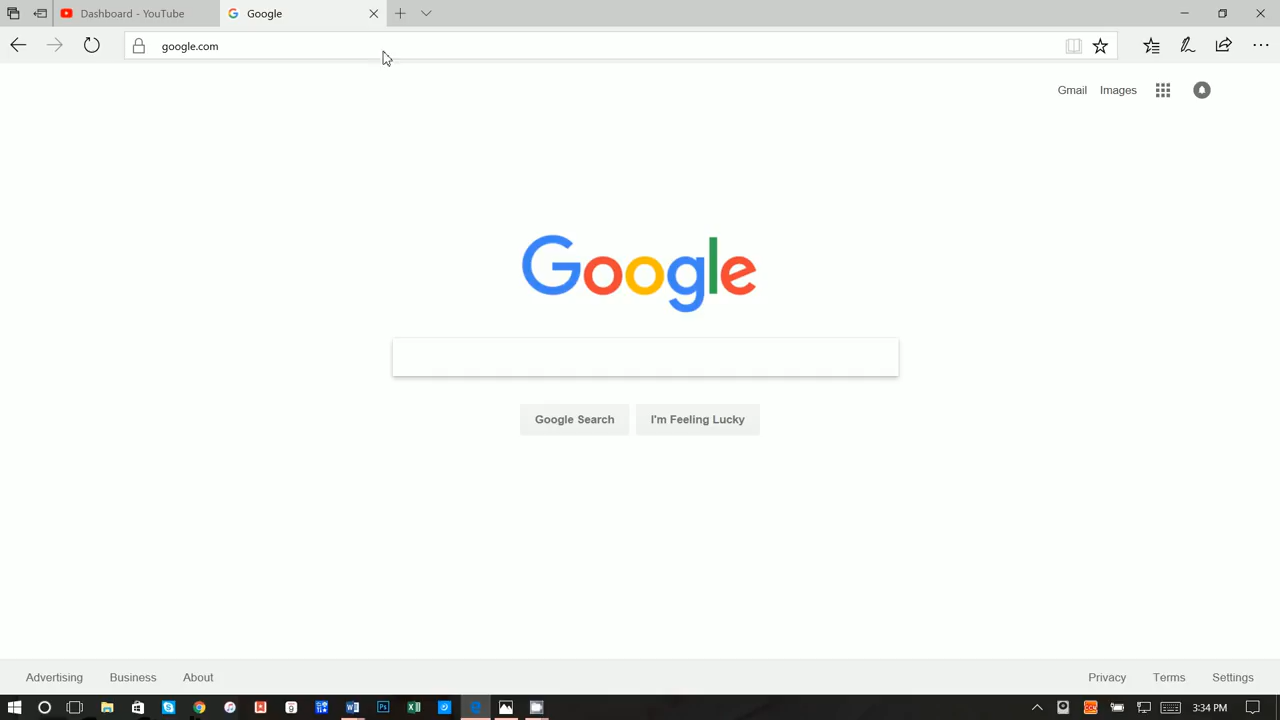 Dashboard - YouTube
Google
google.com
Gmail Images
Google
Google Search I'm Feeling Lucky
Advertising Business About
Privacy Terms Settings
3:34 PM